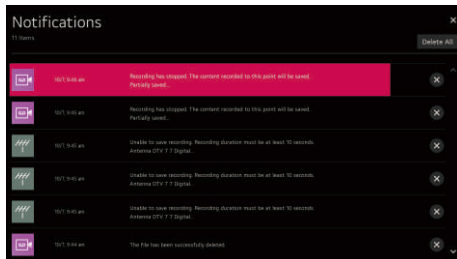 Notifications
11 items
Delete All
10/7, 9:46 am
Recording has stopped. The content recorded to this point will be saved.
Partially saved...
10/7, 9:45 am
Recording has stopped. The content recorded to this point will be saved.
Partially saved...
10/7, 9:45 am
Unable to save recording. Recording duration must be at least 10 seconds.
Antenna DTV 7 7 Digital...
10/7, 9:45 am
Unable to save recording. Recording duration must be at least 10 seconds.
Antenna DTV 7 7 Digital...
10/7, 9:45 am
Unable to save recording. Recording duration must be at least 10 seconds.
Antenna DTV 7 7 Digital...
10/7, 9:44 am
The file has been successfully deleted